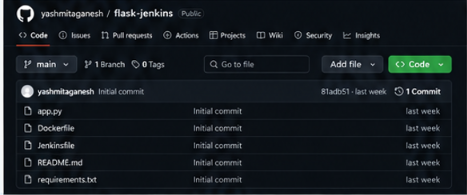 yashmitaganesh / flask-jenkins Public
Code Issues Pull requests Actions Projects Wiki Security Insights
main 1 Branch 0 Tags Go to file Add file Code
yashmitaganesh Initial commit 81adb51 · last week 1 Commit
app.py Initial commit last week
Dockerfile Initial commit last week
Jenkinsfile Initial commit last week
README.md Initial commit last week
requirements.txt Initial commit last week